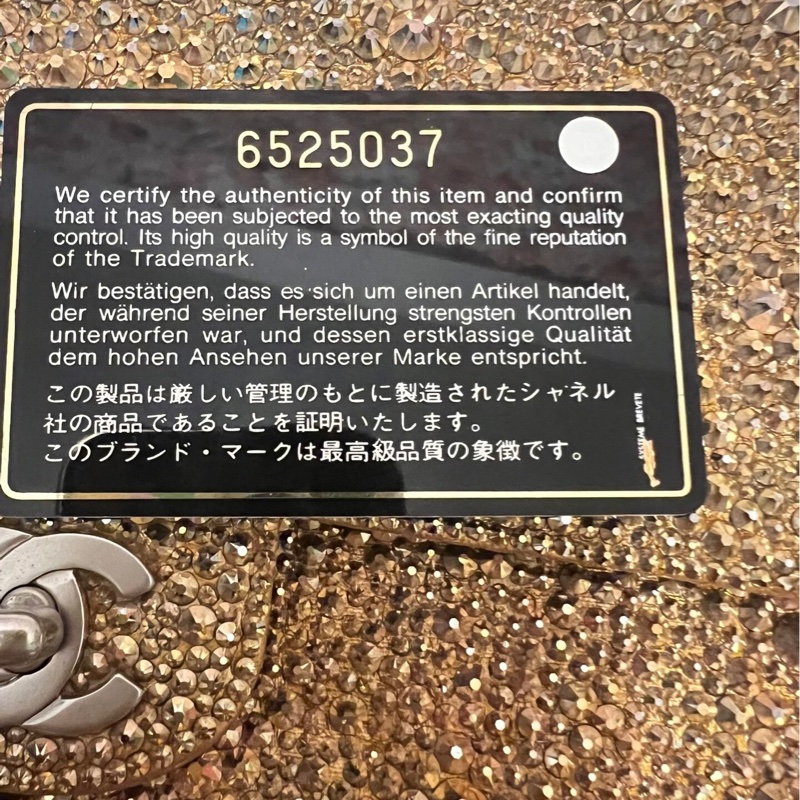 6525037
We certify the authenticity of this item and confirm
that it has been subjected to the most exacting quality
control. Its high quality is a symbol of the fine reputation
of the Trademark.
Wir bestätigen, dass es sich um einen Artikel handelt,
der während seiner Herstellung strengsten Kontrollen
unterworfen war, und dessen erstklassige Qualität
dem hohen Ansehen unserer Marke entspricht.
この製品は厳しい管理のもとに製造されたシャネル
社の商品であることを証明いたします。
このブランド・マークは最高級品質の象徴です。
SYSTEME BREVETE